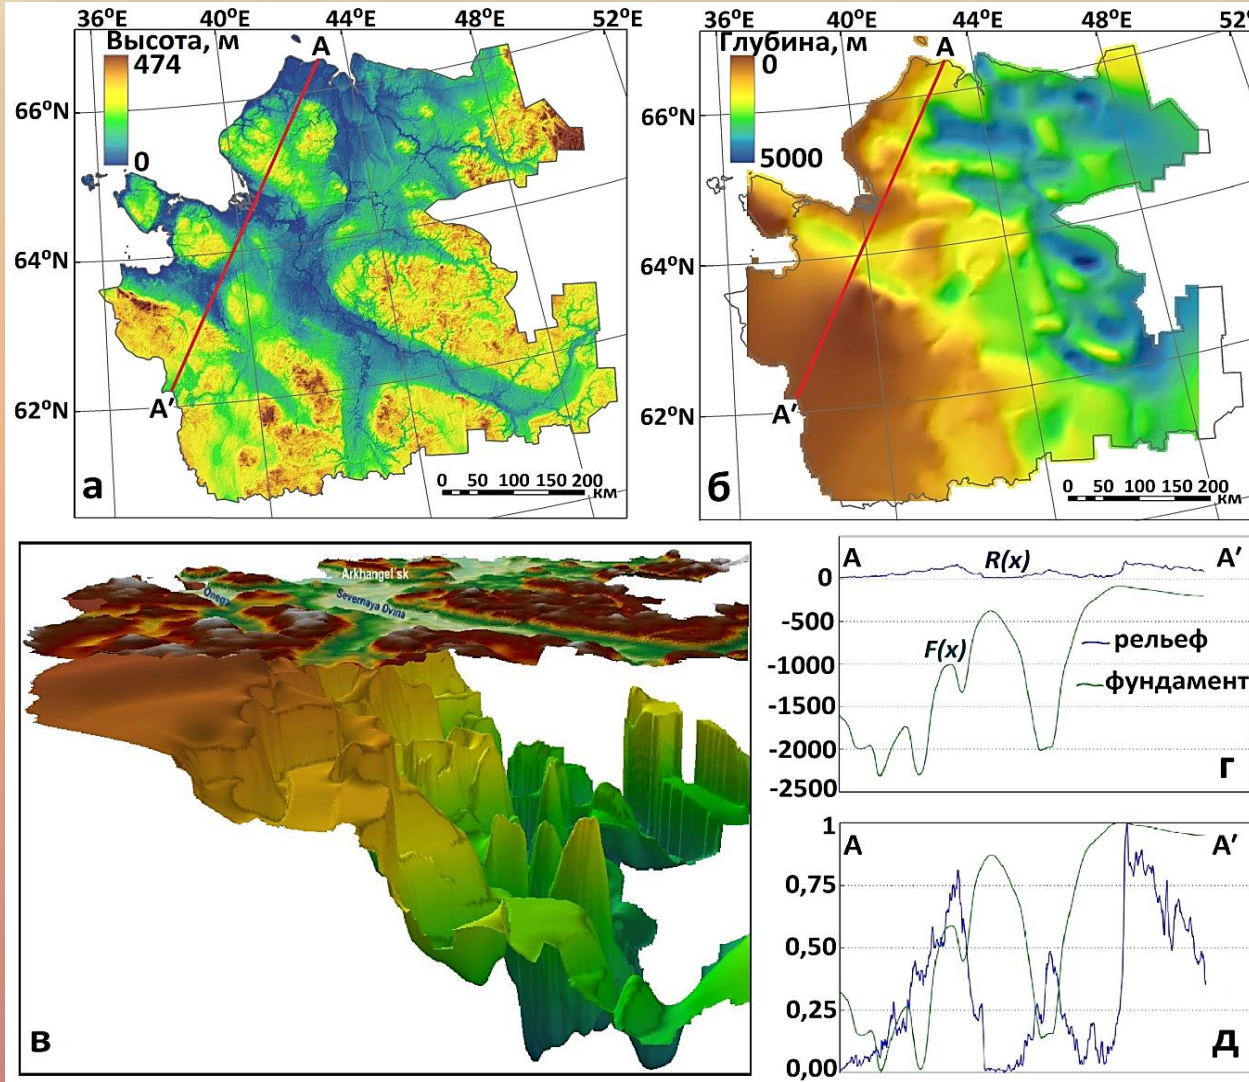 36°E 40°E 44°E 48°E 52°E
Высота, м
474
0
A
A′
66°N
64°N
62°N
0 50 100 150 200
км
а
36°E 40°E 44°E 48°E 52°
Глубина, м
0
5000
A
A′
66°N
64°N
62°N
0 50 100 150 200
км
б
Arkhangel'sk
Onega
Severnaya Dvina
в
A R(x) A′
0
-500
-1000
-1500
-2000
-2500
F(x)
рельеф
фундамент
г
1
0,75
0,50
0,25
0,00
A A′
д